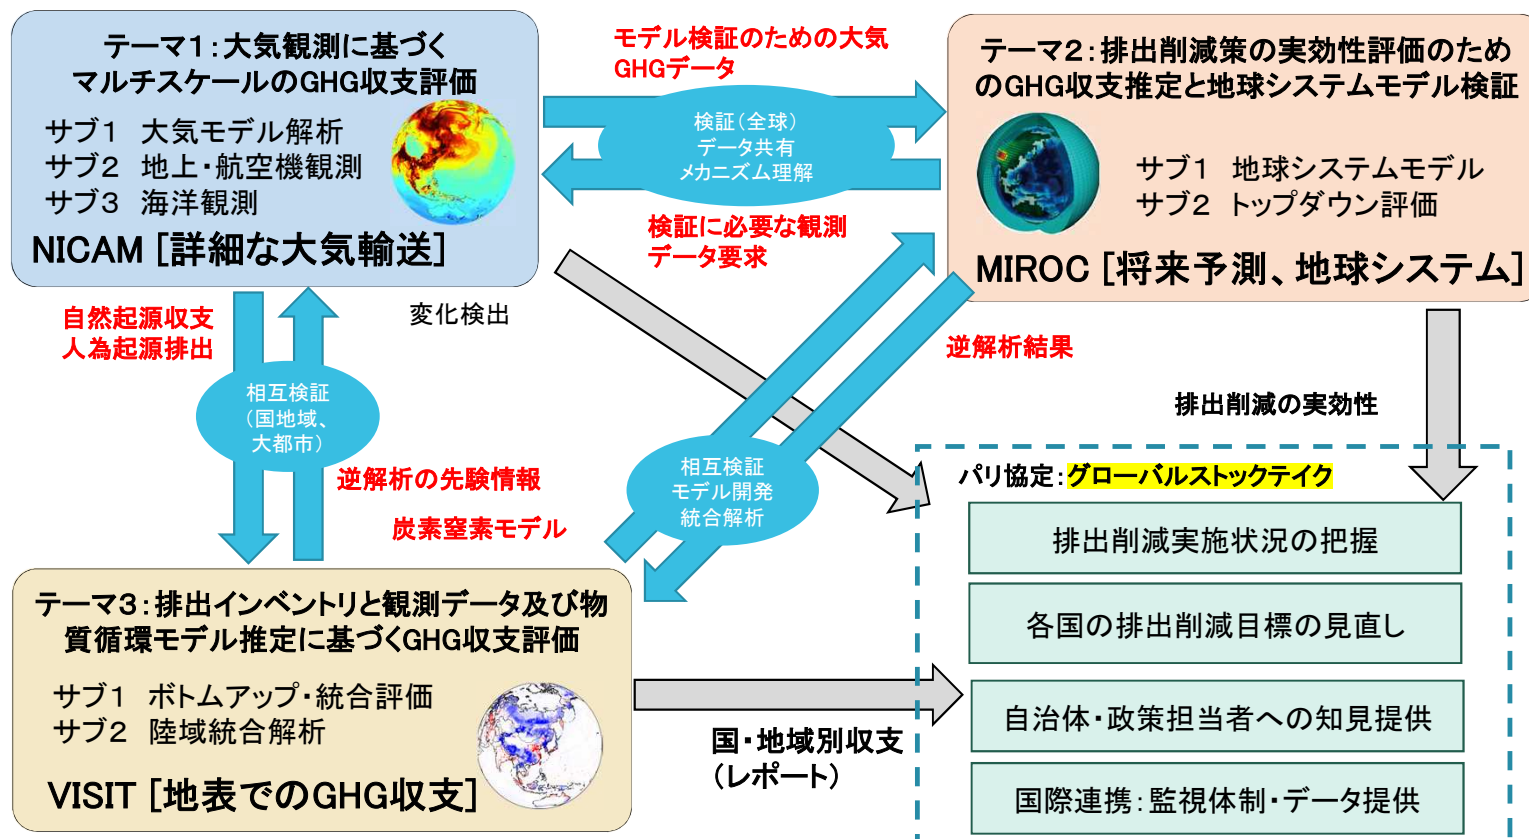 テーマ1:大気観測に基づく
マルチスケールのGHG収支評価
サブ1 大気モデル解析
サブ2 地上・航空機観測
サブ3 海洋観測
NICAM [詳細な大気輸送]
モデル検証のための大気
GHGデータ
検証(全球)
データ共有
メカニズム理解
検証に必要な観測
データ要求
テーマ2:排出削減策の実効性評価のため
のGHG収支推定と地球システムモデル検証
サブ1 地球システムモデル
サブ2 トップダウン評価
MIROC [将来予測、地球システム]
自然起源収支
人為起源排出
変化検出
相互検証
(国地域、
大都市)
逆解析の先験情報
炭素窒素モデル
逆解析結果
相互検証
モデル開発
統合解析
排出削減の実効性
テーマ3:排出インベントリと観測データ及び物
質循環モデル推定に基づくGHG収支評価
サブ1 ボトムアップ・統合評価
サブ2 陸域統合解析
VISIT [地表でのGHG収支]
国・地域別収支
(レポート)
パリ協定:グローバルストックテイク
排出削減実施状況の把握
各国の排出削減目標の見直し
自治体・政策担当者への知見提供
国際連携:監視体制・データ提供